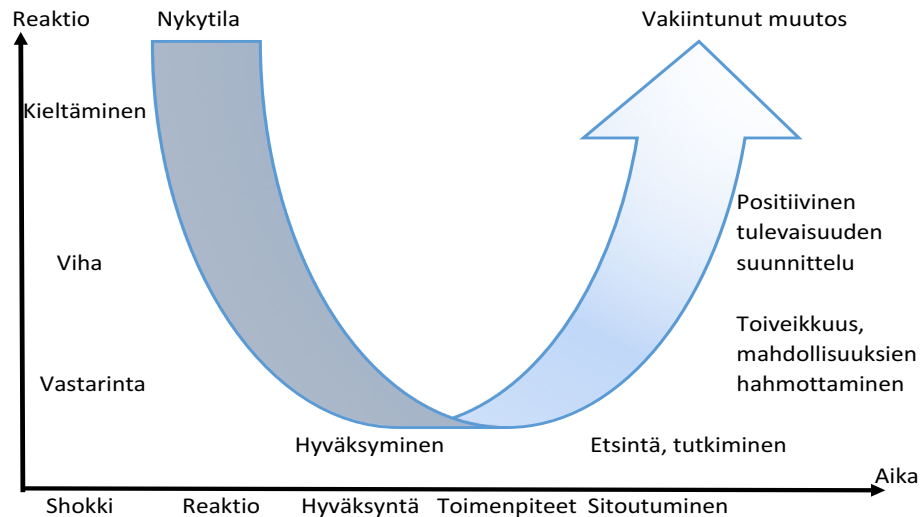 Reaktio
Nykytila
Vakiintunut muutos
Kieltäminen
Viha
Vastarinta
Hyväksyminen
Etsintä, tutkiminen
Positiivinen
tulevaisuuden
suunnittelu
Toiveikkuus,
mahdollisuuksien
hahmottaminen
Aika
Shokki
Reaktio
Hyväksyntä
Toimenpiteet
Sitoutuminen